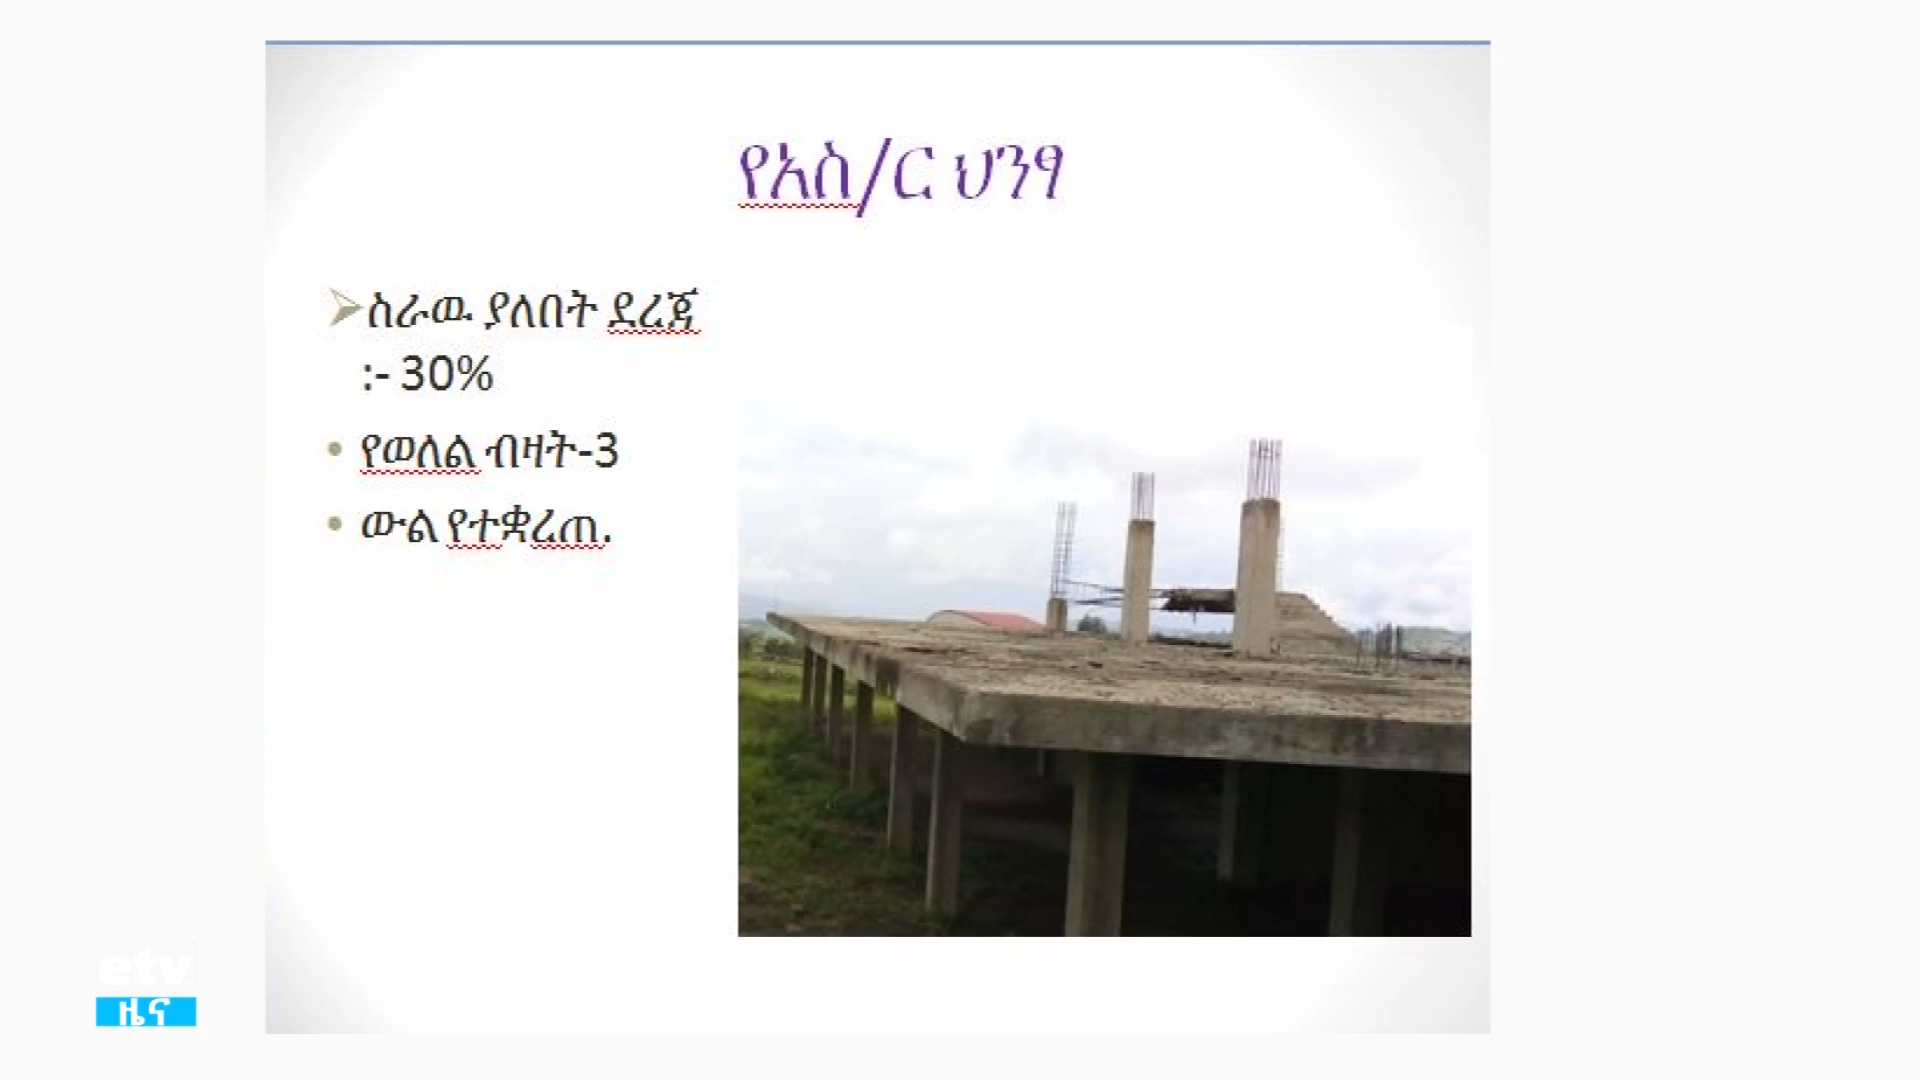 የአስ/ር ህንፃ
ስራዉ ያለበት ደረጃ
:- 30%
የወለል ብዛት-3
ውል የተቋረጠ.
etv
ዜና